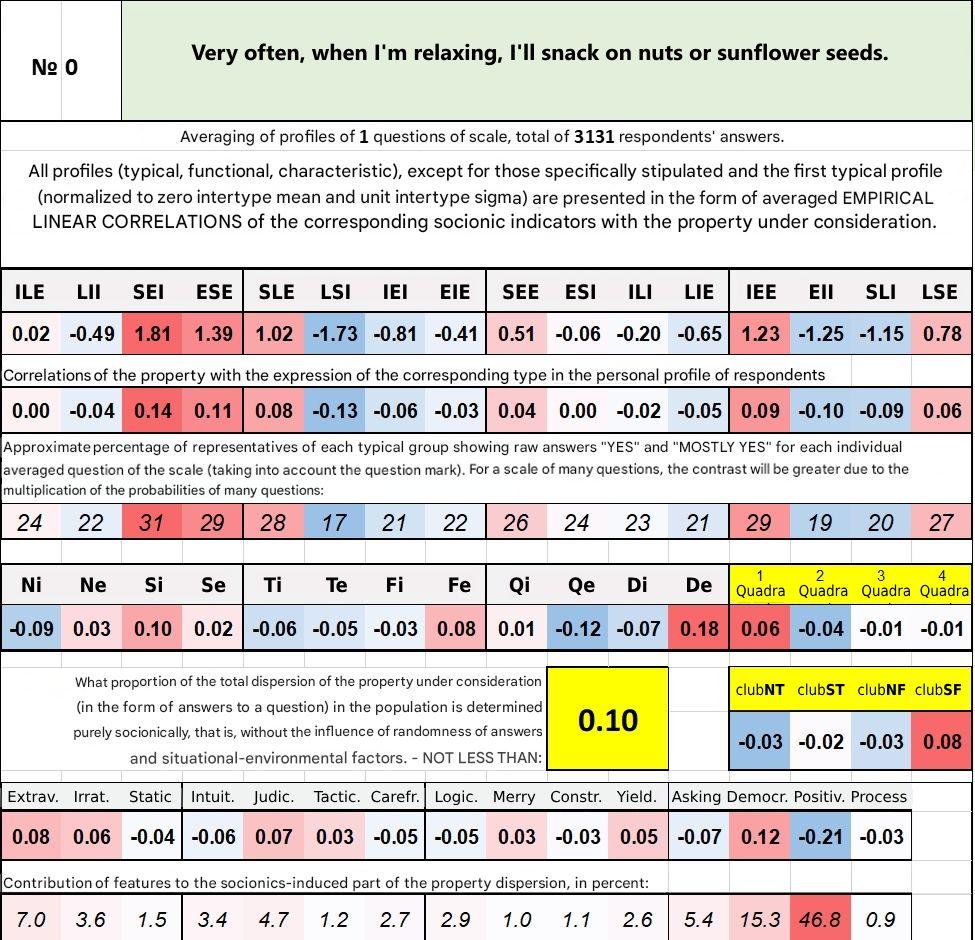 № 0
Very often, when I'm relaxing, I'll snack on nuts or sunflower seeds.
Averaging of profiles of 1 questions of scale, total of 3131 respondents' answers.
All profiles (typical, functional, characteristic), except for those specifically stipulated and the first typical profile
(normalized to zero intertype mean and unit intertype sigma) are presented in the form of averaged EMPIRICAL
LINEAR CORRELATIONS of the corresponding socionic indicators with the property under consideration.
ILE LII SEI ESE SLE LSI IEI EIE SEE ESI ILI LIE IEE EII SLI LSE
0.02 -0.49 1.81 1.39 1.02 -1.73 -0.81 -0.41 0.51 -0.06 -0.20 -0.65 1.23 -1.25 -1.15 0.78
Correlations of the property with the expression of the corresponding type in the personal profile of respondents
0.00 -0.04 0.14 0.11 0.08 -0.13 -0.06 -0.03 0.04 0.00 -0.02 -0.05 0.09 -0.10 -0.09 0.06
Approximate percentage of representatives of each typical group showing raw answers "YES" and "MOSTLY YES" for each individual
averaged question of the scale (taking into account the question mark). For a scale of many questions, the contrast will be greater due to the
multiplication of the probabilities of many questions:
24 22 31 29 28 17 21 22 26 24 23 21 29 19 20 27
Ni Ne Si Se Ti Te Fi Fe Qi Qe Di De 1 Quadra 2 Quadra 3 Quadra 4 Quadra
-0.09 0.03 0.10 0.02 -0.06 -0.05 -0.03 0.08 0.01 -0.12 -0.07 0.18 0.06 -0.04 -0.01 -0.01
What proportion of the total dispersion of the property under consideration
(in the form of answers to a question) in the population is determined
purely socionically, that is, without the influence of randomness of answers
and situational-environmental factors. - NOT LESS THAN:
0.10
clubNT clubST clubNF clubSF
-0.03 -0.02 -0.03 0.08
Extrav. Irrat. Static Intuit. Judic. Tactic. Carefr. Logic. Merry Constr. Yield. Asking Democr. Positiv. Process
0.08 0.06 -0.04 -0.06 0.07 0.03 -0.05 -0.05 0.03 -0.03 0.05 -0.07 0.12 -0.21 -0.03
Contribution of features to the socionics-induced part of the property dispersion, in percent:
7.0 3.6 1.5 3.4 4.7 1.2 2.7 2.9 1.0 1.1 2.6 5.4 15.3 46.8 0.9